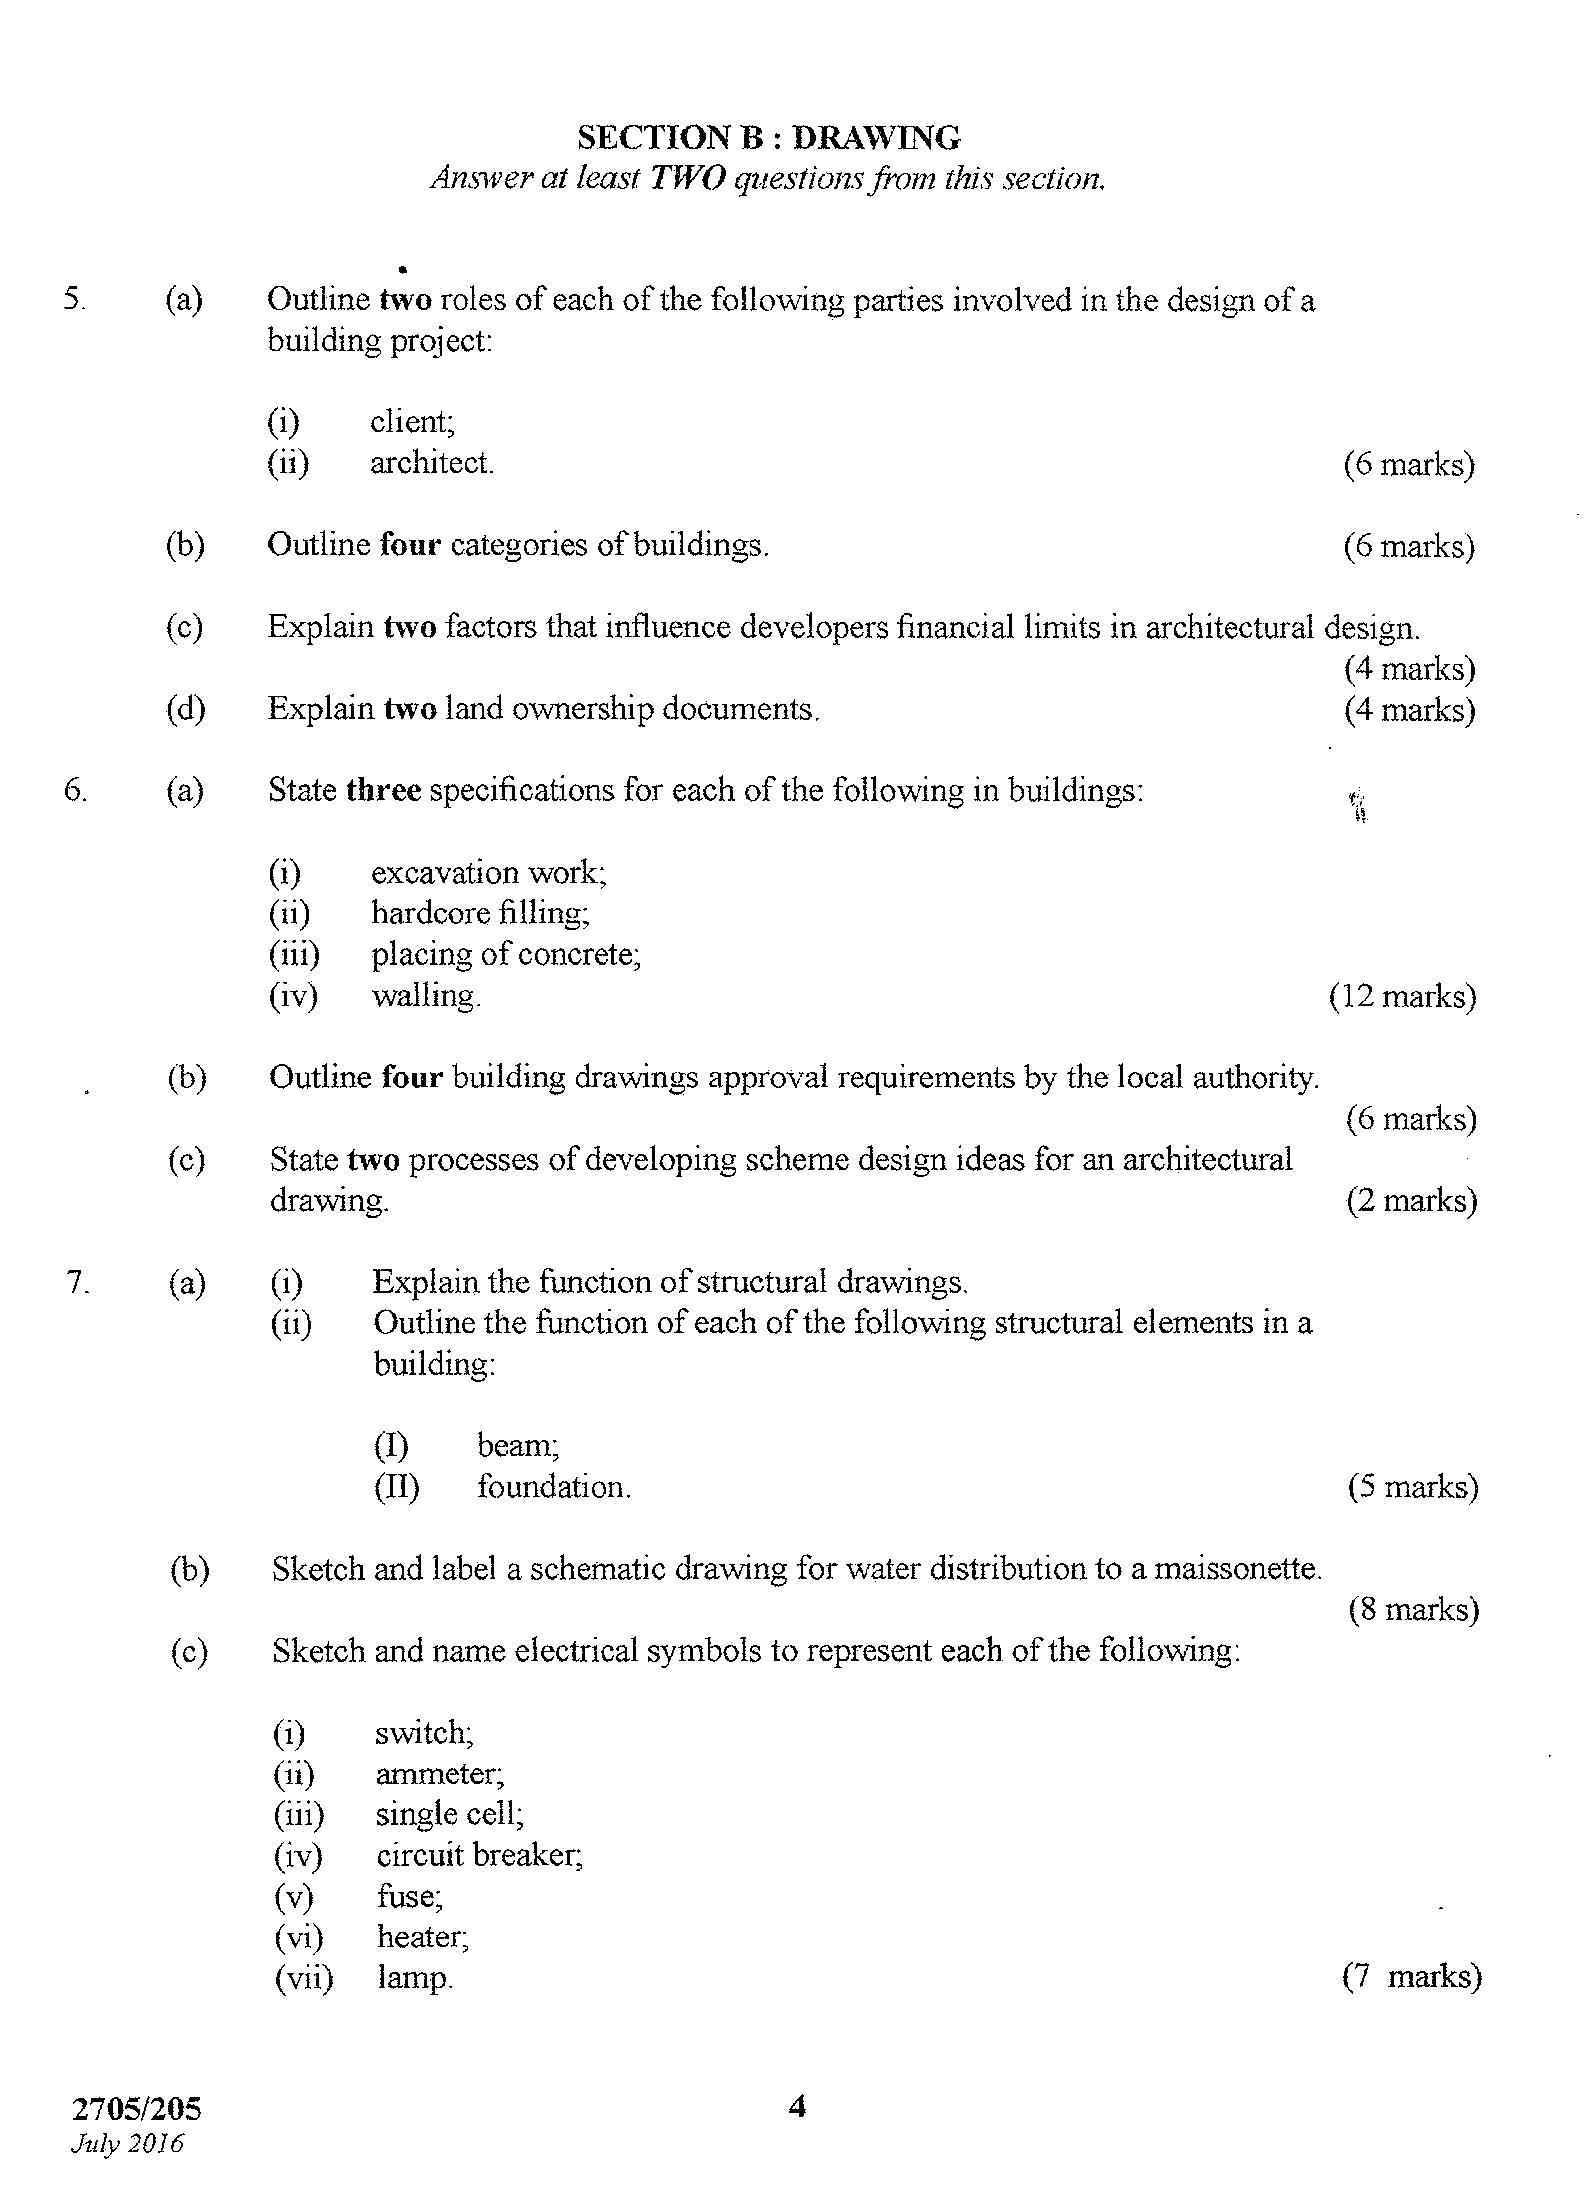 SECTION B : DRAWING
Answer at least TWO questions from this section.
5. (a) Outline two roles of each of the following parties involved in the design of a
building project:
(i) client;
(ii) architect. (6 marks)
(b) Outline four categories of buildings. (6 marks)
(c) Explain two factors that influence developers financial limits in architectural design.
(4 marks)
(d) Explain two land ownership documents. (4 marks)
6. (a) State three specifications for each of the following in buildings:
(i) excavation work;
(ii) hardcore filling;
(iii) placing of concrete;
(iv) walling. (12 marks)
(b) Outline four building drawings approval requirements by the local authority.
(6 marks)
(c) State two processes of developing scheme design ideas for an architectural
drawing. (2 marks)
7. (a) (i) Explain the function of structural drawings.
(ii) Outline the function of each of the following structural elements in a
building:
(I) beam;
(II) foundation. (5 marks)
(b) Sketch and label a schematic drawing for water distribution to a maissonette.
(8 marks)
(c) Sketch and name electrical symbols to represent each of the following:
(i) switch;
(ii) ammeter;
(iii) single cell;
(iv) circuit breaker;
(v) fuse;
(vi) heater;
(vii) lamp. (7 marks)
2705/205 4
July 2016